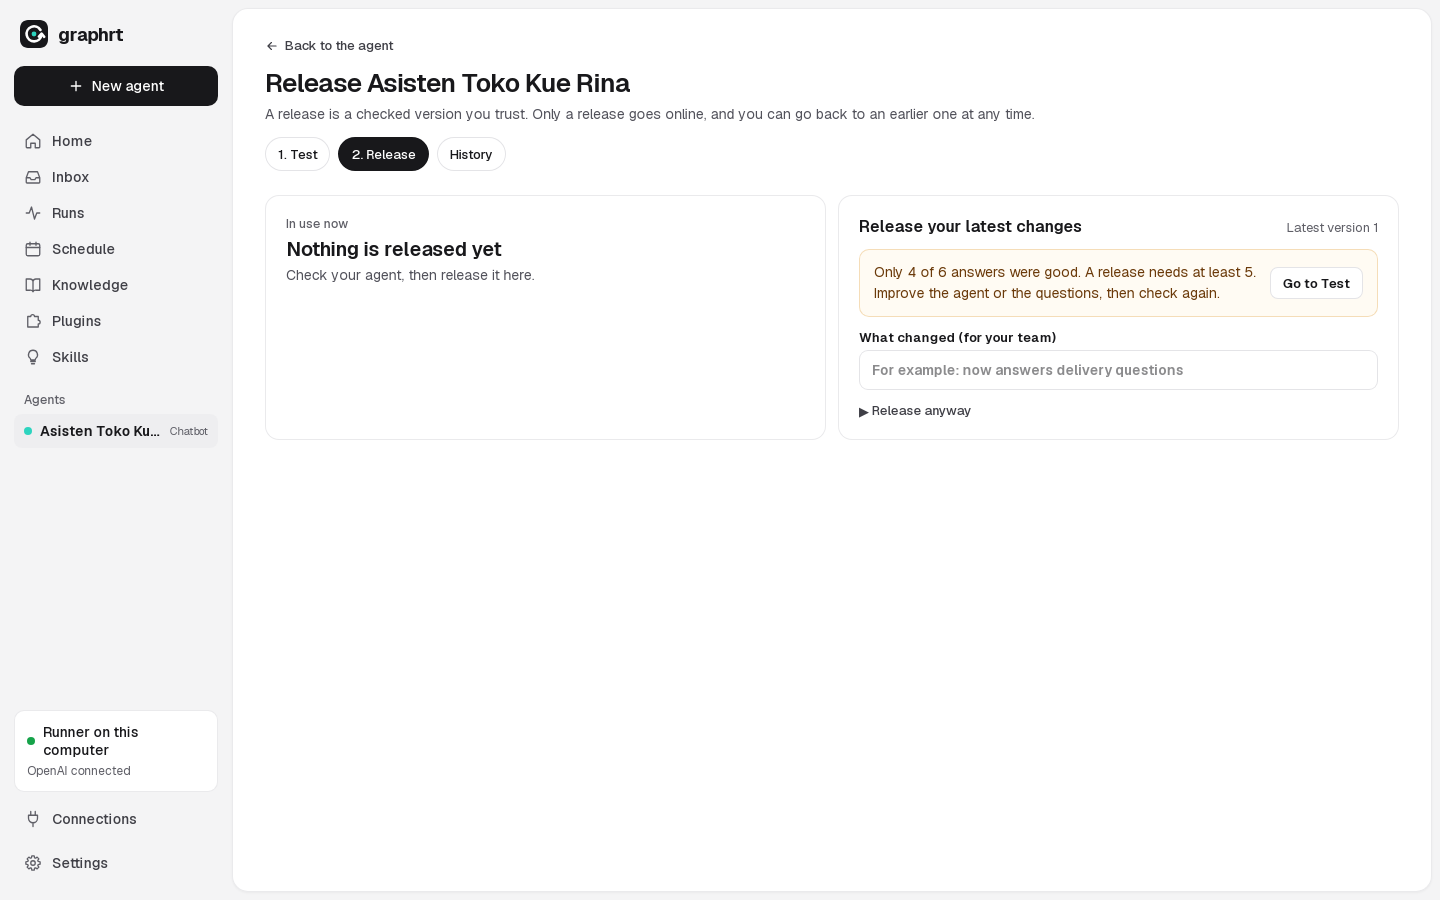 graphrt
New agent
Home
Inbox
Runs
Schedule
Knowledge
Plugins
Skills
Agents
Asisten Toko Ku... Chatbot
Runner on this
computer
OpenAI connected
Connections
Settings
Back to the agent
Release Asisten Toko Kue Rina
A release is a checked version you trust. Only a release goes online, and you can go back to an earlier one at any time.
1. Test
2. Release
History
In use now
Nothing is released yet
Check your agent, then release it here.
Release your latest changes
Latest version 1
Only 4 of 6 answers were good. A release needs at least 5.
Improve the agent or the questions, then check again.
Go to Test
What changed (for your team)
For example: now answers delivery questions
Release anyway